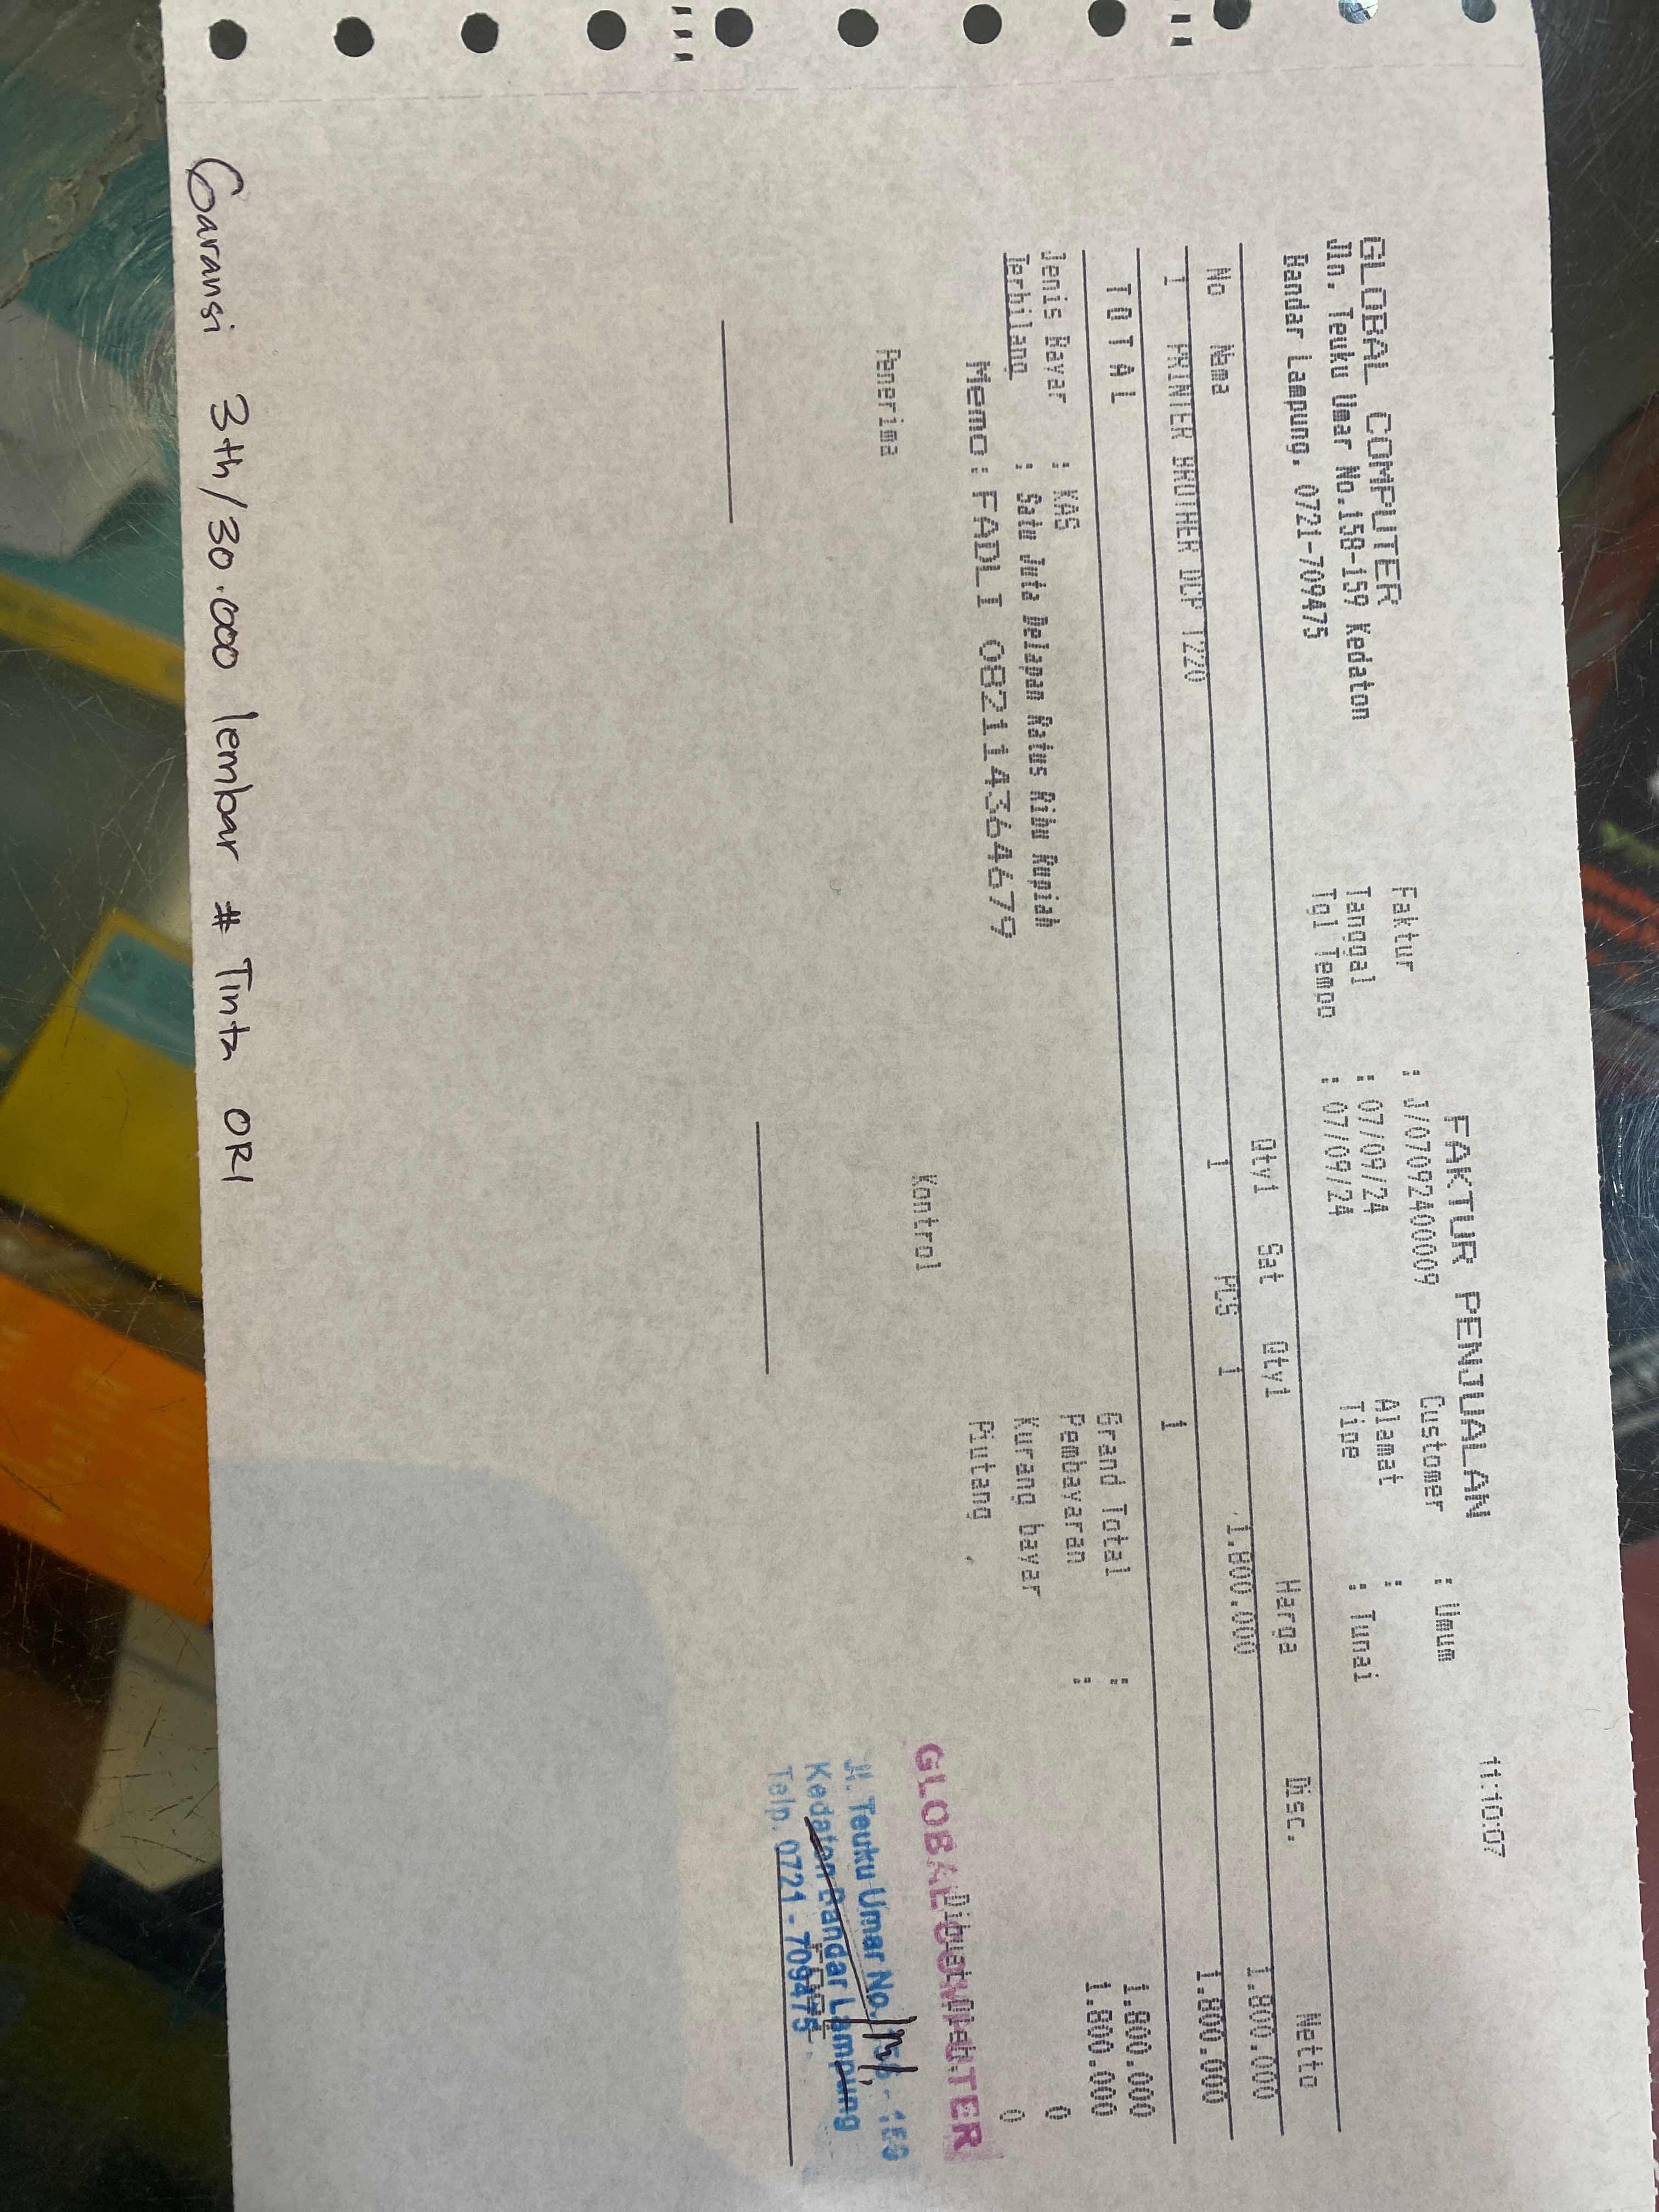 11:10:07
FAKTUR PENJUALAN
GLOBAL COMPUTER
Jln. Teuku Umar No.158-159 Kedaton
Bandar Lampung. 0721-709475
Faktur : J/0709240009
Tanggal : 07/09/24
Tgl Tempo : 07/09/24
Customer : Umum
Alamat :
Tipe : Tunai
No Nama Qty1 Sat Qty1 Harga Disc. Netto
1 PRINTER BROTHER DCP T220 1 PCS 1 1.800.000 1.800.000
T O T A L 1 1.800.000
Jenis Bayar : KAS
Terbilang : Satu Juta Delapan Ratus Ribu Rupiah
Memo: FADLI 082114364679
Grand Total : 1.800.000
Pembayaran : 1.800.000
Kurang bayar 0
Piutang 0
Penerima Kontrol Dibuat Oleh
GLOBAL COMPUTER
Jl. Teuku Umar No. 158 - 159
Kedaton Bandar Lampung
Telp. 0721 - 709475
Garansi 3th/30.000 lembar # Tinta ORI